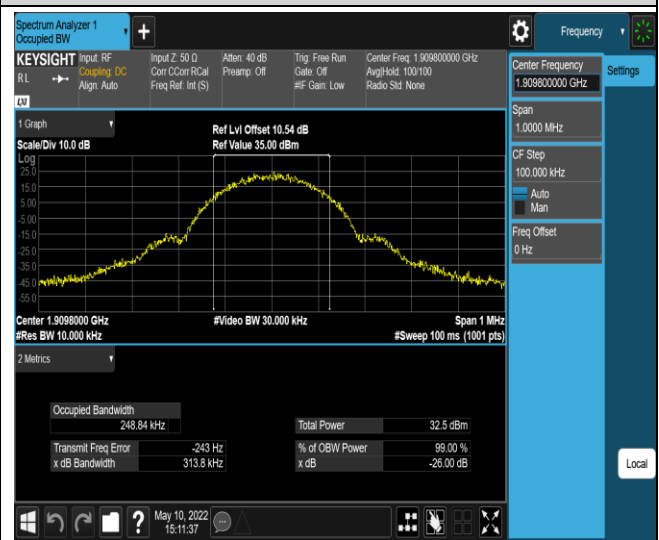 Spectrum Analyzer 1
Occupied BW
+
Frequency
KEYSIGHT
RL
LXI
Input: RF
Coupling: DC
Align: Auto
Input Z: 50 Ω
Corr CCorr RCal
Freq Ref: Int (S)
Atten: 40 dB
Preamp: Off
Trig: Free Run
Gate: Off
#IF Gain: Low
Center Freq: 1.909800000 GHz
Avg|Hold: 100/100
Radio Std: None
Center Frequency
1.909800000 GHz
Settings
Span
1.0000 MHz
CF Step
100.000 kHz
Auto
Man
Freq Offset
0 Hz
1 Graph
Scale/Div 10.0 dB
Ref Lvl Offset 10.54 dB
Ref Value 35.00 dBm
Log
25.0
15.0
5.00
-5.00
-15.0
-25.0
-35.0
-45.0
-55.0
Center 1.9098000 GHz
#Res BW 10.000 kHz
#Video BW 30.000 kHz
Span 1 MHz
#Sweep 100 ms (1001 pts)
2 Metrics
Occupied Bandwidth
248.84 kHz
Total Power 32.5 dBm
Transmit Freq Error -243 Hz
% of OBW Power 99.00 %
x dB Bandwidth 313.8 kHz
x dB -26.00 dB
Local
?
May 10, 2022
15:11:37